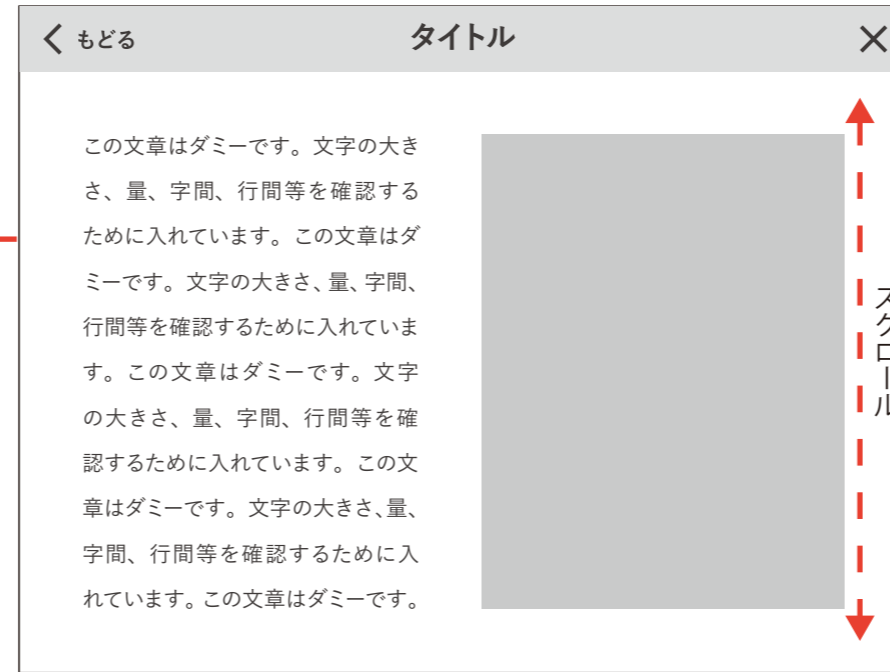 もどる
タイトル
この文章はダミーです。文字の大き
さ、量、字間、行間等を確認する
ために入れています。この文章はダ
ミーです。文字の大きさ、量、字間、
行間等を確認するために入れていま
す。この文章はダミーです。文字
の大きさ、量、字間、行間等を確
認するために入れています。この文
章はダミーです。文字の大きさ、量、
字間、行間等を確認するために入
れています。この文章はダミーです。
スクロール